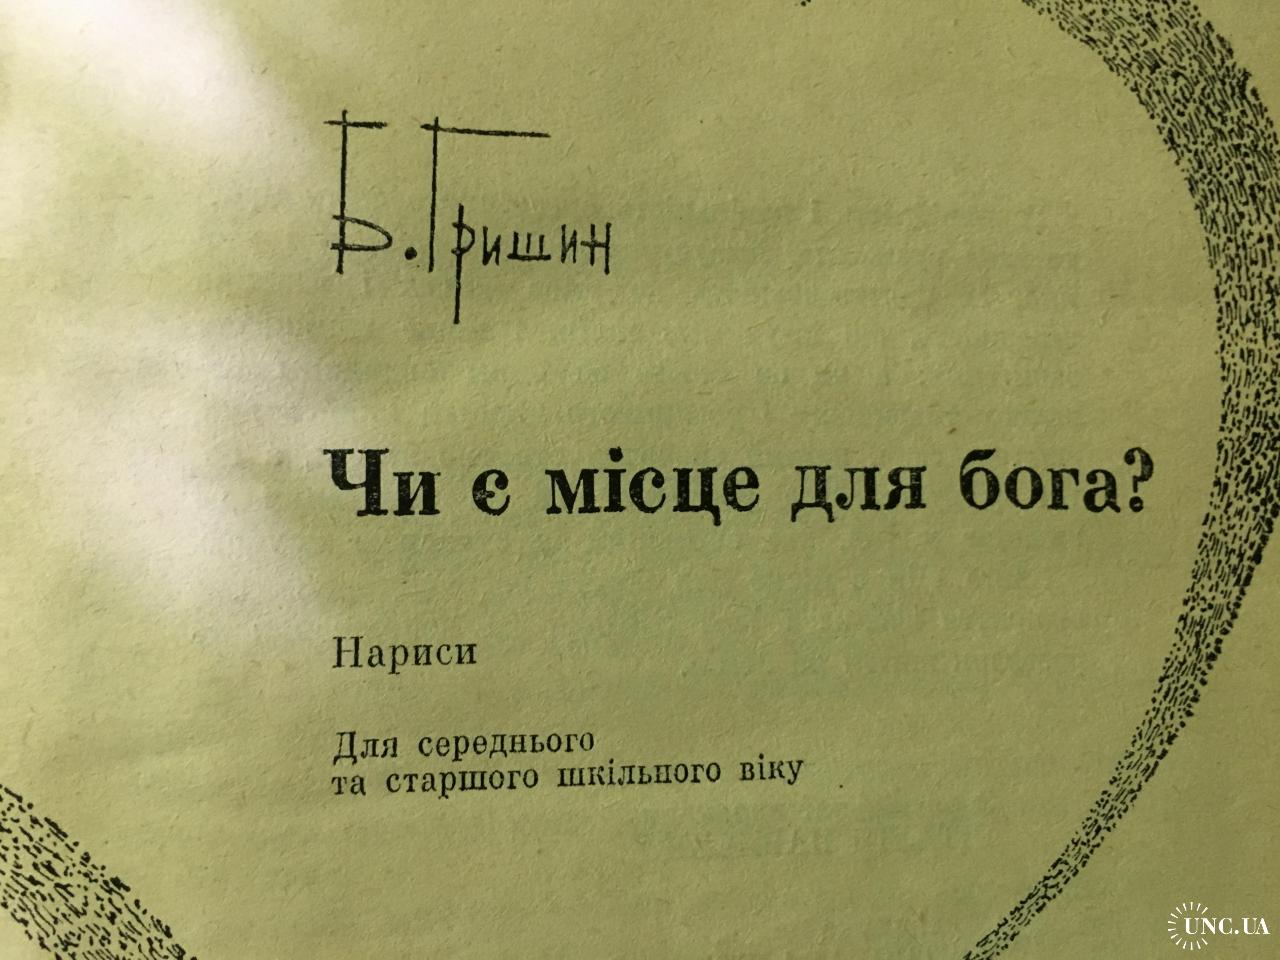 Б. Гришин
Чи є місце для бога?
Нариси
Для середнього
та старшого шкільного віку
UNC.UA